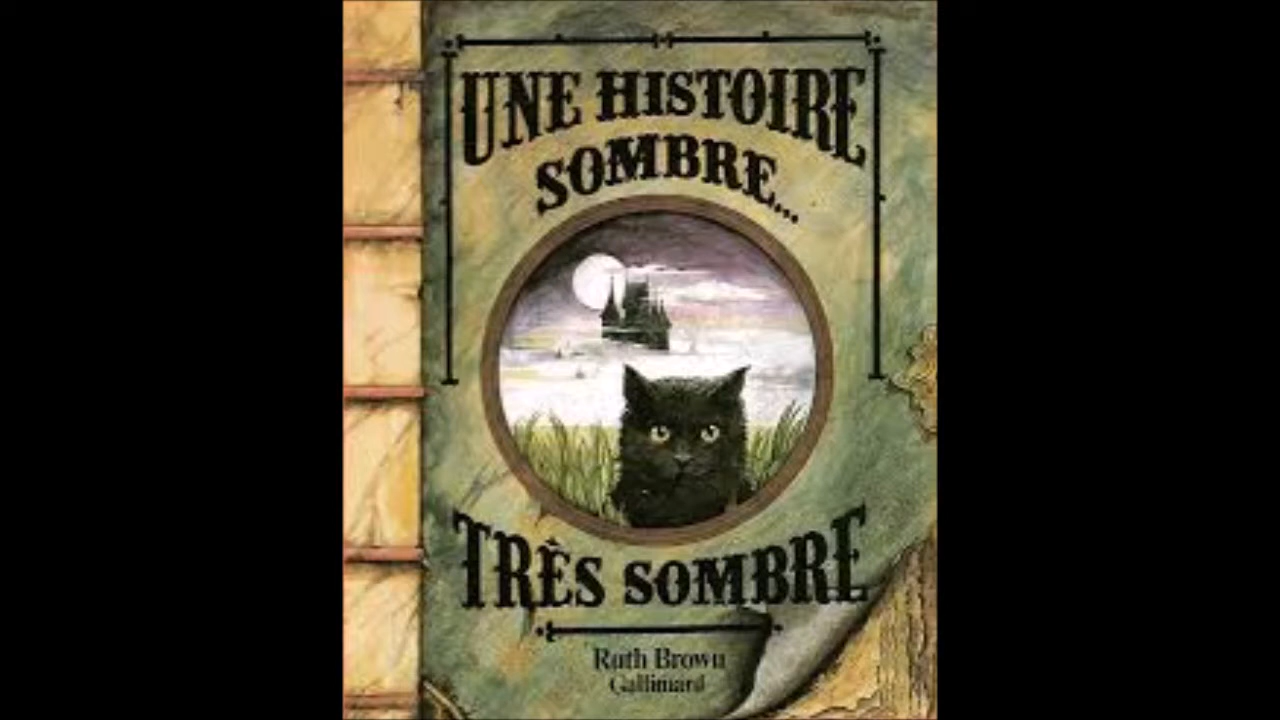 UNE HISTOIRE
SOMBRE...
TRÈS SOMBRE
Ruth Brown
Gallimard